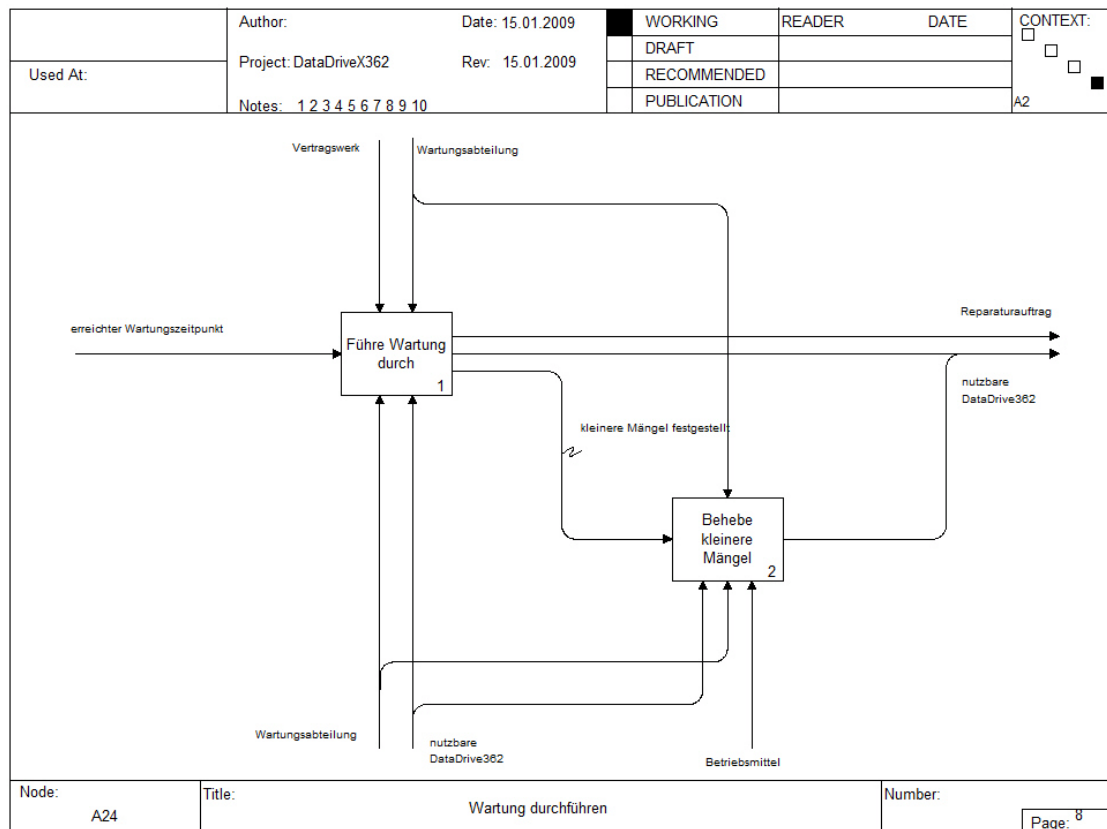 Used At:
Author:
Date: 15.01.2009
Project: DataDriveX362
Rev: 15.01.2009
Notes: 1 2 3 4 5 6 7 8 9 10
WORKING
DRAFT
RECOMMENDED
PUBLICATION
READER
DATE
CONTEXT:
A2
Vertragswerk
Wartungsabteilung
erreichter Wartungszeitpunkt
Führe Wartung
durch
1
Reparaturauftrag
nutzbare
DataDrive362
kleinere Mängel festgestellt
Behebe
kleinere
Mängel
2
Wartungsabteilung
nutzbare
DataDrive362
Betriebsmittel
Node:
A24
Title:
Wartung durchführen
Number:
Page: 8